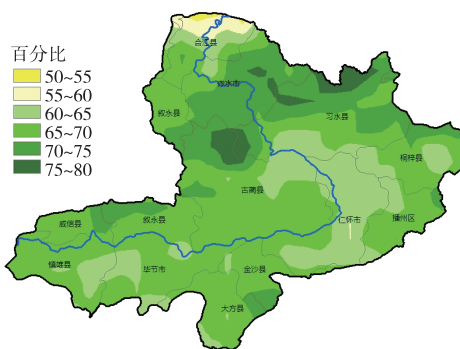 百分比
50~55
55~60
60~65
65~70
70~75
75~80
合江县
赤水市
叙永县
习水县
桐梓县
古蔺县
仁怀市
播州区
威信县
叙永县
镇雄县
毕节市
金沙县
大方县